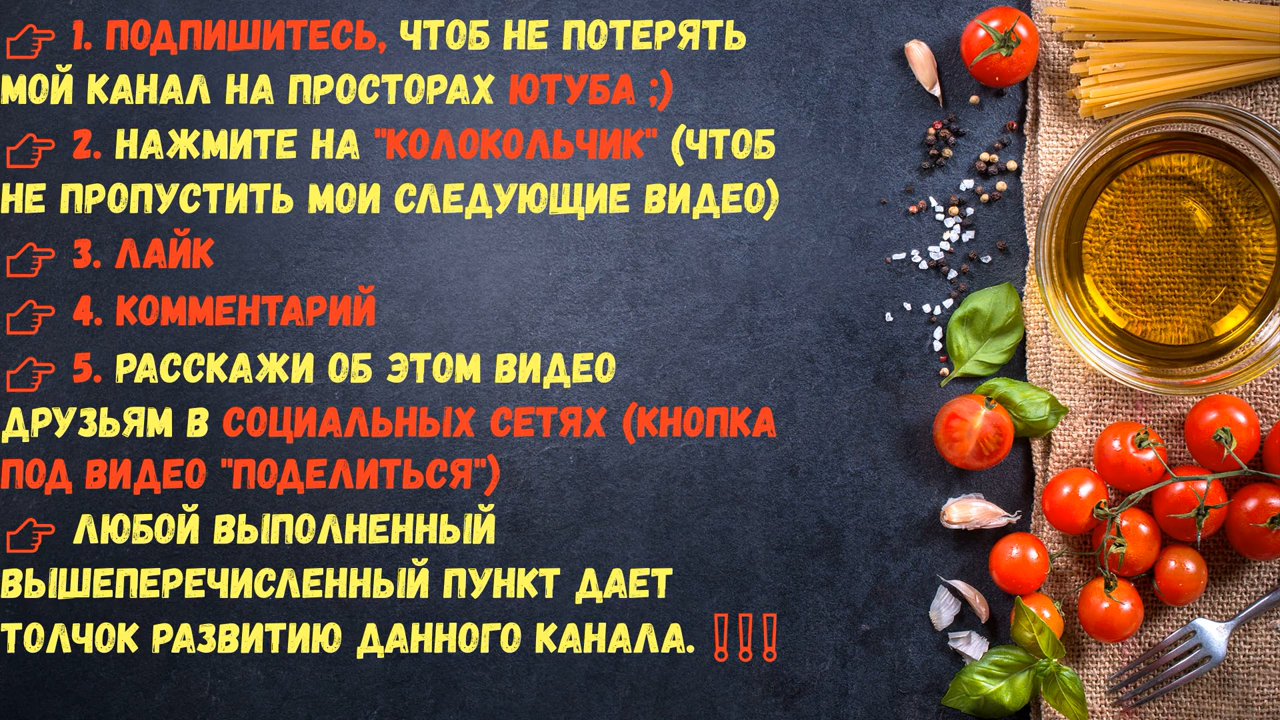 👉 1. ПОДПИШИТЕСЬ, ЧТОБ НЕ ПОТЕРЯТЬ
МОЙ КАНАЛ НА ПРОСТОРАХ ЮТУБА ;)
👉 2. НАЖМИТЕ НА "КОЛОКОЛЬЧИК" (ЧТОБ
НЕ ПРОПУСТИТЬ МОИ СЛЕДУЮЩИЕ ВИДЕО)
👉 3. ЛАЙК
👉 4. КОММЕНТАРИЙ
👉 5. РАССКАЖИ ОБ ЭТОМ ВИДЕО
ДРУЗЬЯМ В СОЦИАЛЬНЫХ СЕТЯХ (КНОПКА
ПОД ВИДЕО "ПОДЕЛИТЬСЯ")
👉 ЛЮБОЙ ВЫПОЛНЕННЫЙ
ВЫШЕПЕРЕЧИСЛЕННЫЙ ПУНКТ ДАЕТ
ТОЛЧОК РАЗВИТИЮ ДАННОГО КАНАЛА. ❗❗❗